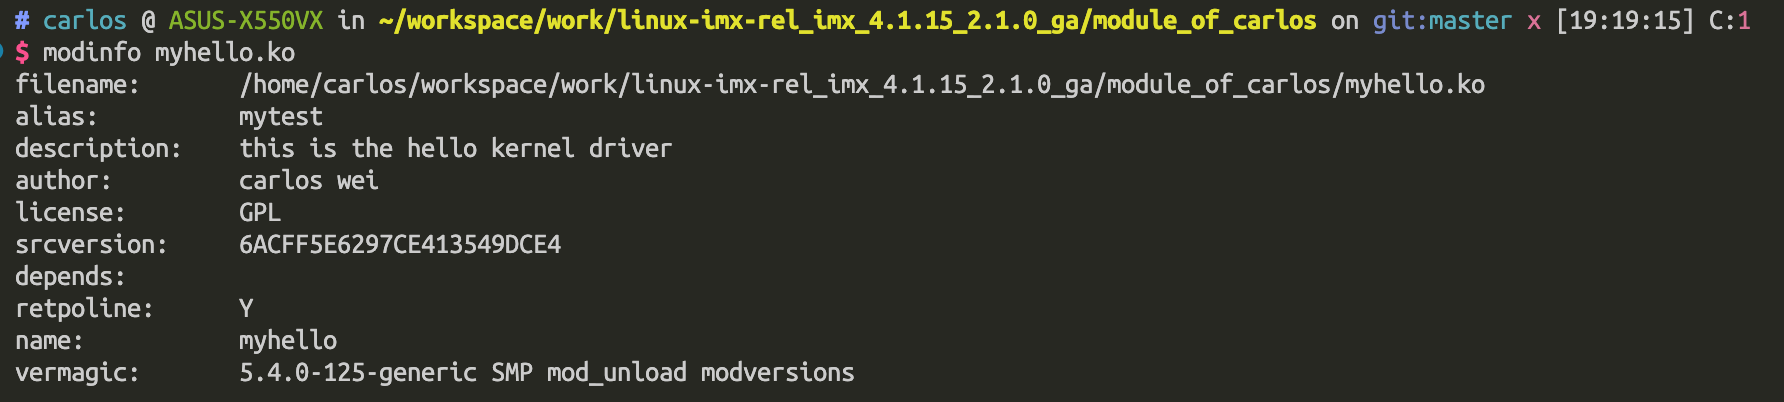 # carlos @ ASUS-X550VX in ~/workspace/work/linux-imx-rel_imx_4.1.15_2.1.0_ga/module_of_carlos on git:master x [19:19:15] C:1
$ modinfo myhello.ko
filename:       /home/carlos/workspace/work/linux-imx-rel_imx_4.1.15_2.1.0_ga/module_of_carlos/myhello.ko
alias:          mytest
description:    this is the hello kernel driver
author:         carlos wei
license:        GPL
srcversion:     6ACFF5E6297CE413549DCE4
depends:
retpoline:      Y
name:           myhello
vermagic:       5.4.0-125-generic SMP mod_unload modversions